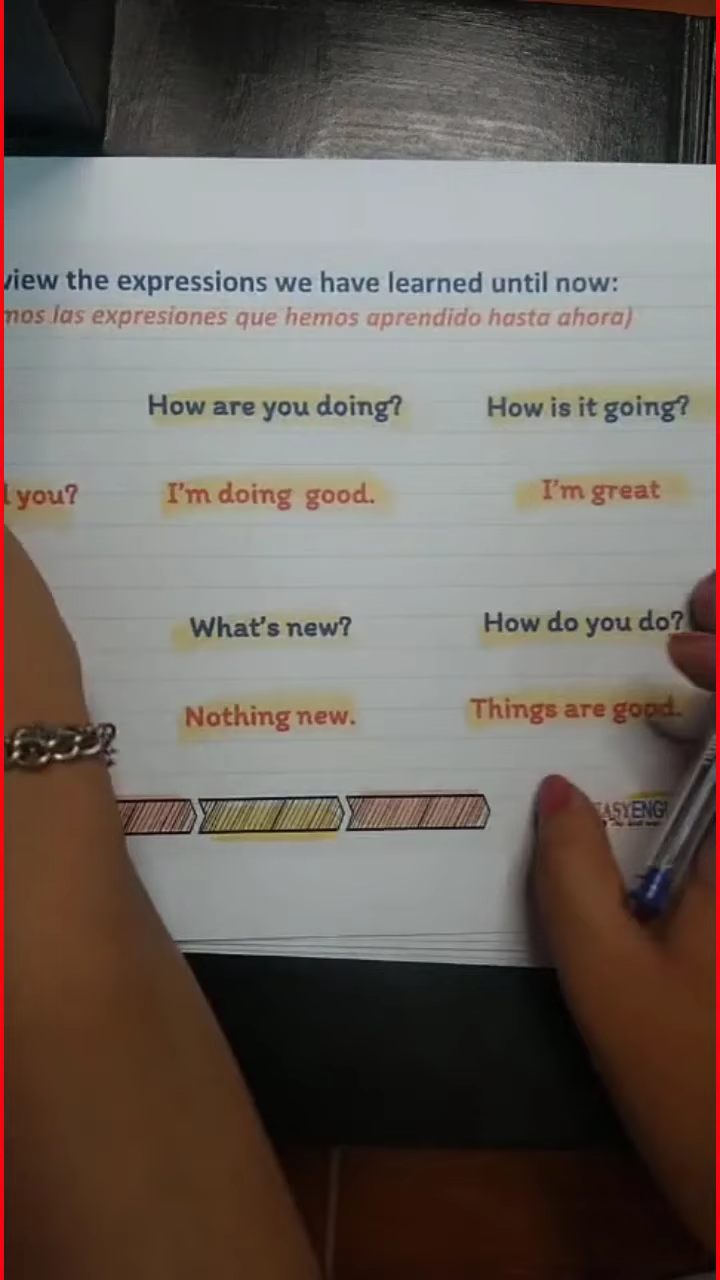 view the expressions we have learned until now:
mos las expresiones que hemos aprendido hasta ahora)
How are you doing? How is it going?
you? I'm doing good. I'm great
What's new? How do you do?
Nothing new. Things are good.
ASYENG